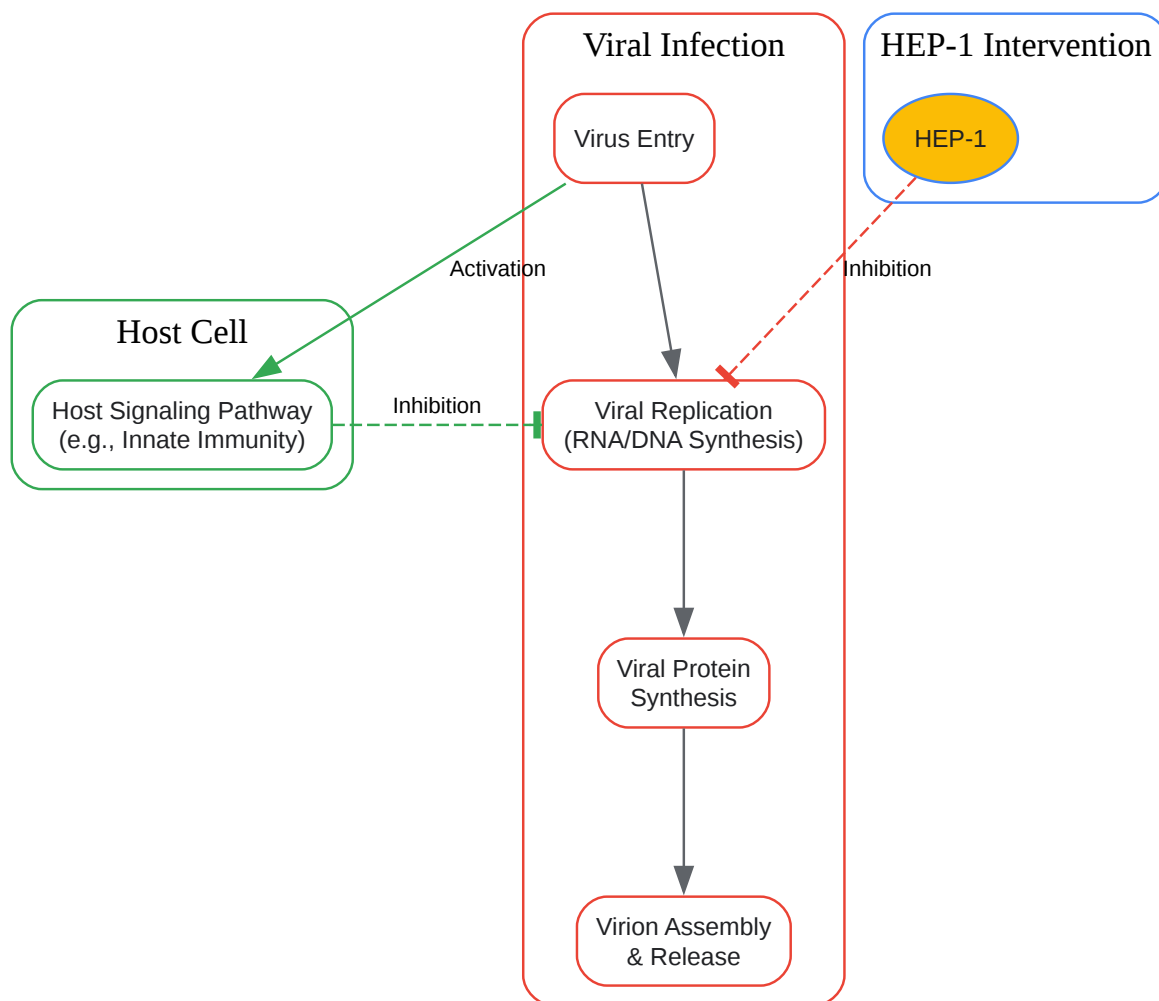 Viral Infection
HEP-1 Intervention
Virus Entry
HEP-1
Activation
Inhibition
Host Cell
Host Signaling Pathway
(e.g., Innate Immunity)
Inhibition
Viral Replication
(RNA/DNA Synthesis)
Viral Protein
Synthesis
Virion Assembly
& Release